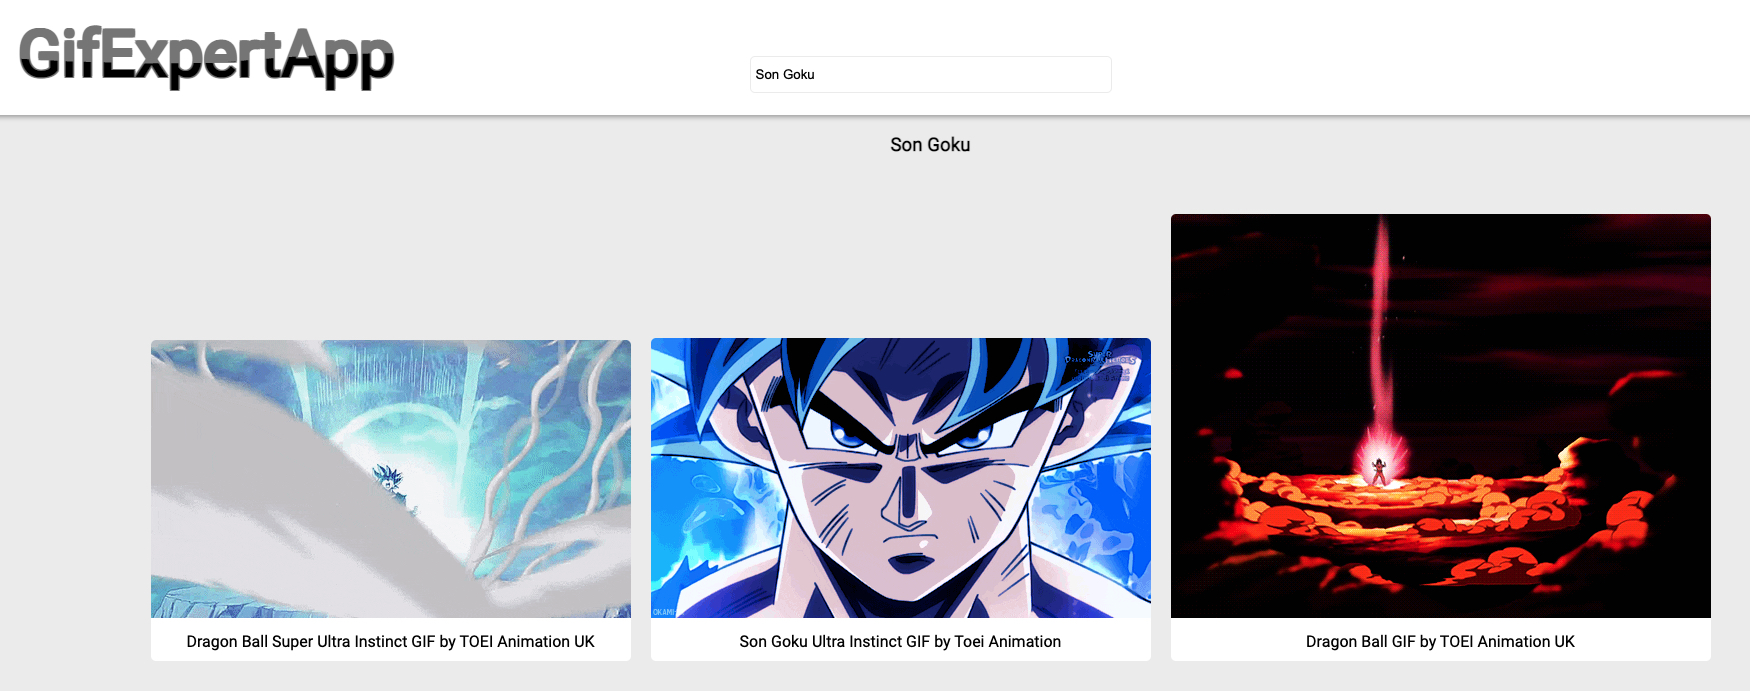 GifExpertApp
Son Goku
Son Goku
SUPER
Dragon Ball Super Ultra Instinct GIF by TOEI Animation UK
Son Goku Ultra Instinct GIF by Toei Animation
Dragon Ball GIF by TOEI Animation UK